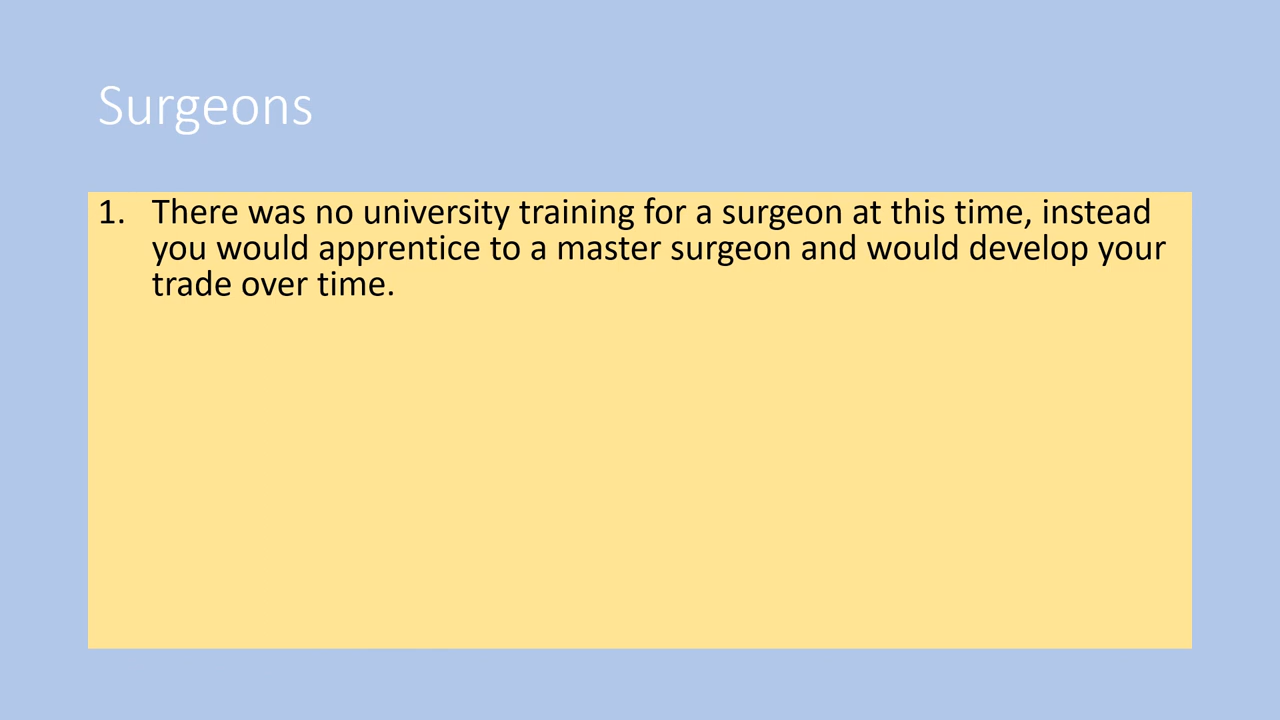 Surgeons
1. There was no university training for a surgeon at this time, instead
you would apprentice to a master surgeon and would develop your
trade over time.